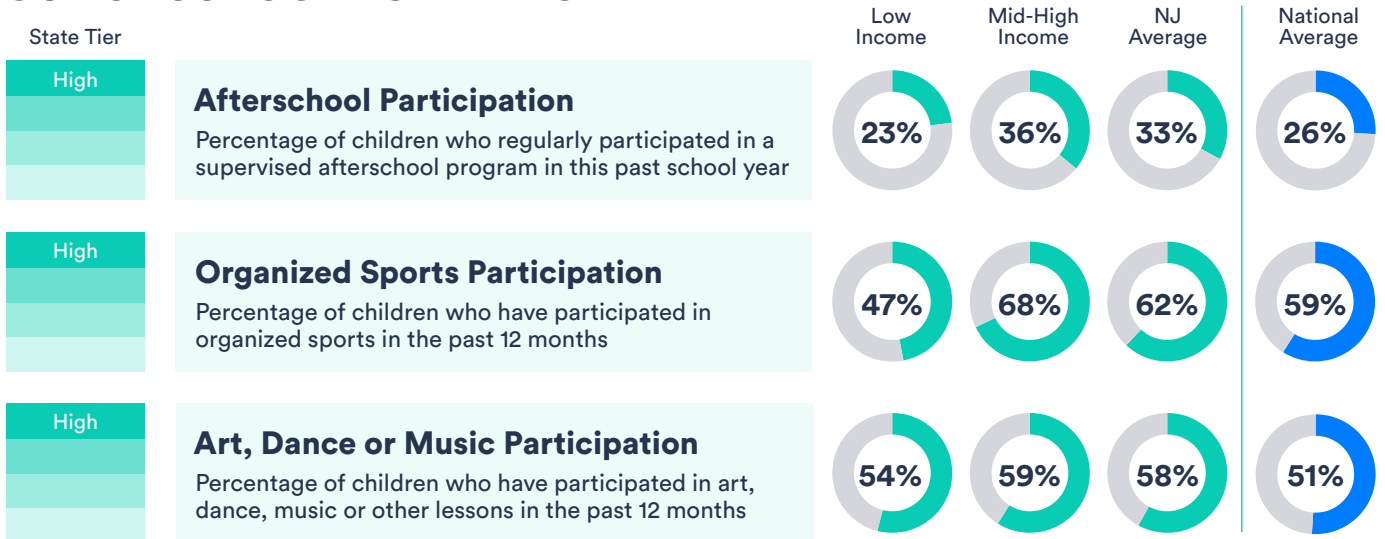 State Tier
Low
Income
Mid-High
Income
NJ
Average
National
Average
High
Afterschool Participation
Percentage of children who regularly participated in a
supervised afterschool program in this past school year
23%
36%
33%
26%
High
Organized Sports Participation
Percentage of children who have participated in
organized sports in the past 12 months
47%
68%
62%
59%
High
Art, Dance or Music Participation
Percentage of children who have participated in art,
dance, music or other lessons in the past 12 months
54%
59%
58%
51%